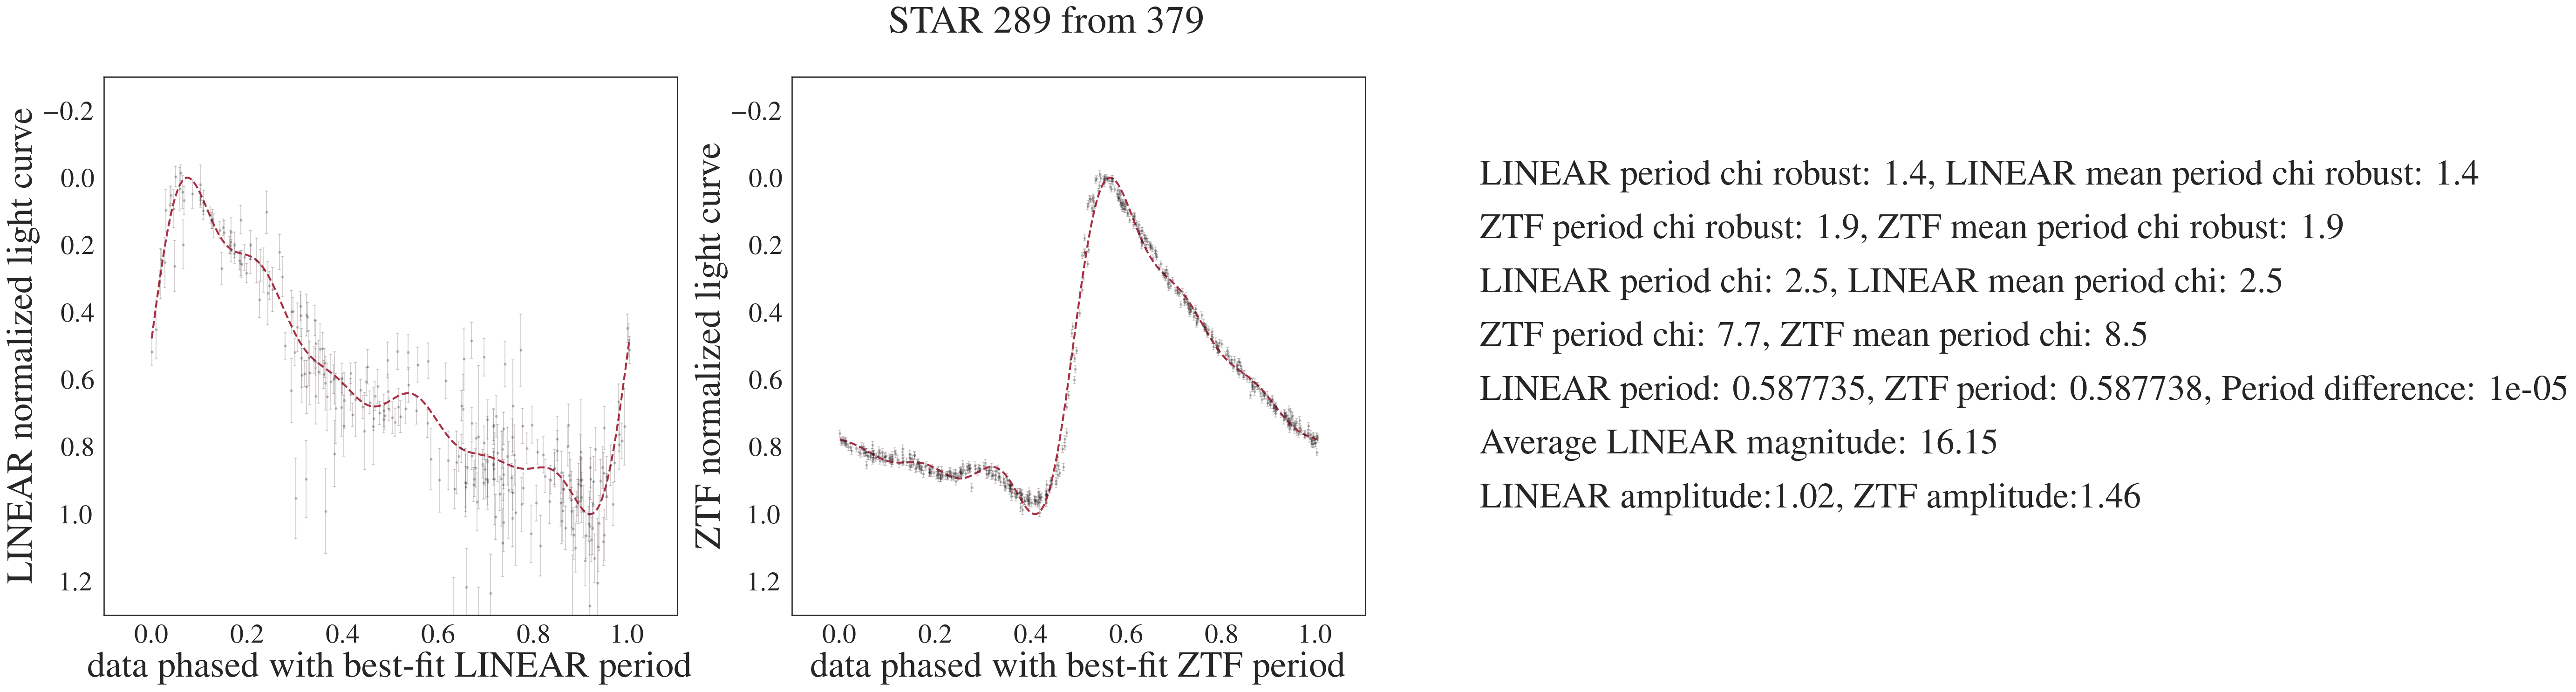 STAR 289 from 379
LINEAR normalized light curve
−0.2
0.0
0.2
0.4
0.6
0.8
1.0
1.2
0.0 0.2 0.4 0.6 0.8 1.0
data phased with best-fit LINEAR period
ZTF normalized light curve
−0.2
0.0
0.2
0.4
0.6
0.8
1.0
1.2
0.0 0.2 0.4 0.6 0.8 1.0
data phased with best-fit ZTF period
LINEAR period chi robust: 1.4, LINEAR mean period chi robust: 1.4
ZTF period chi robust: 1.9, ZTF mean period chi robust: 1.9
LINEAR period chi: 2.5, LINEAR mean period chi: 2.5
ZTF period chi: 7.7, ZTF mean period chi: 8.5
LINEAR period: 0.587735, ZTF period: 0.587738, Period difference: 1e-05
Average LINEAR magnitude: 16.15
LINEAR amplitude:1.02, ZTF amplitude:1.46